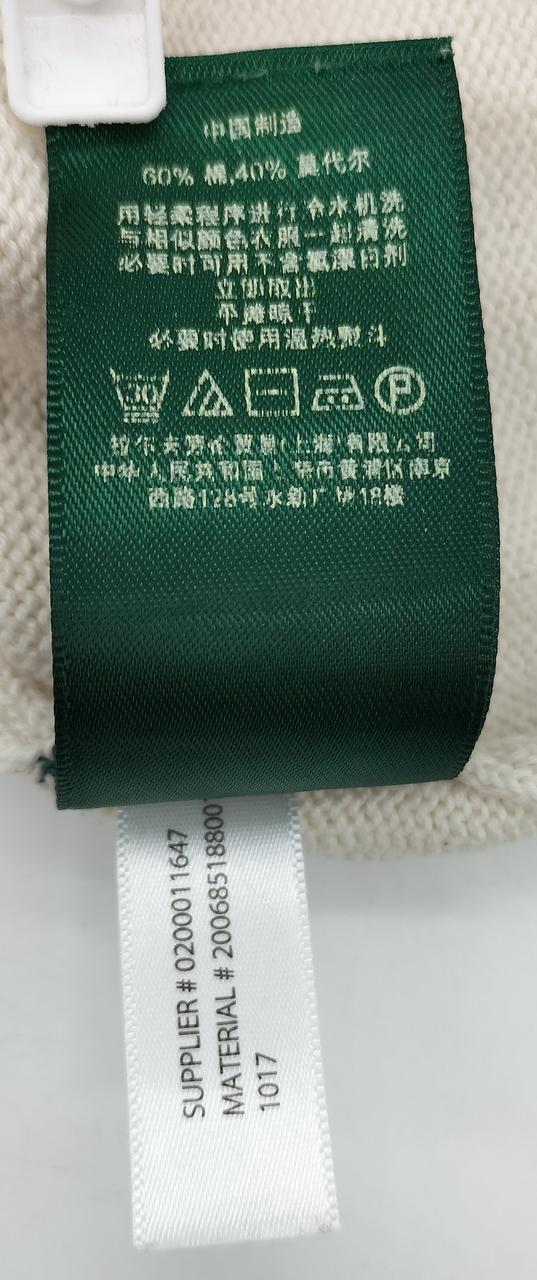 中国制造
60% 棉,40% 莫代尔
用轻柔程序进行冷水机洗
与相似颜色衣服一起清洗
必要时可用不含氯漂白剂
立即取出
平摊晾干
必要时使用温热熨斗
30
P
拉尔夫劳伦贸易(上海)有限公司
中华人民共和国上海市黄浦区南京
西路128号永新广场18楼
SUPPLIER # 0200011647
MATERIAL # 200685188001
1017